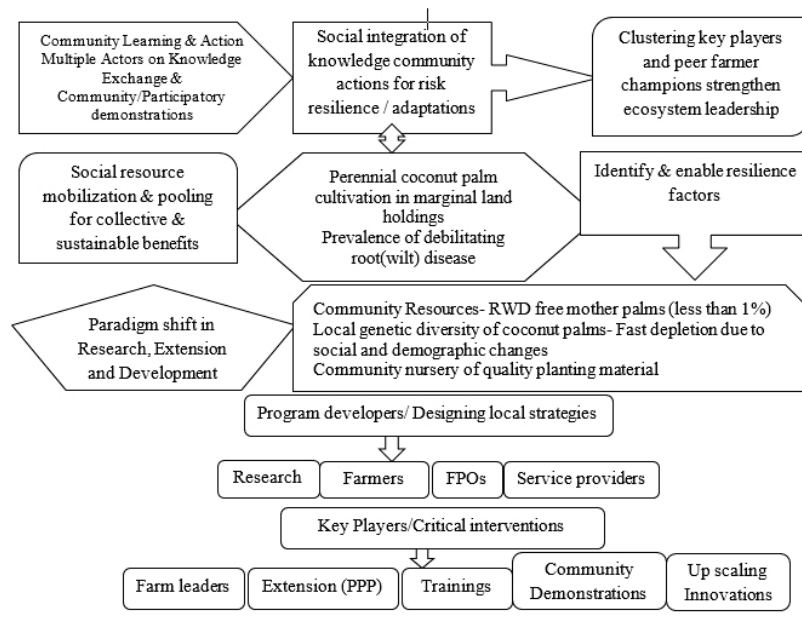 Community Learning & Action
Multiple Actors on Knowledge
Exchange &
Community/Participatory
demonstrations
Social integration of
knowledge community
actions for risk
resilience / adaptations
Clustering key players
and peer farmer
champions strengthen
ecosystem leadership
Social resource
mobilization & pooling
for collective &
sustainable benefits
Perennial coconut palm
cultivation in marginal land
holdings
Prevalence of debilitating
root(wilt) disease
Identify & enable resilience
factors
Paradigm shift in
Research, Extension
and Development
Community Resources- RWD free mother palms (less than 1%)
Local genetic diversity of coconut palms- Fast depletion due to
social and demographic changes
Community nursery of quality planting material
Program developers/ Designing local strategies
Research
Farmers
FPOs
Service providers
Key Players/Critical interventions
Farm leaders
Extension (PPP)
Trainings
Community
Demonstrations
Up scaling
Innovations